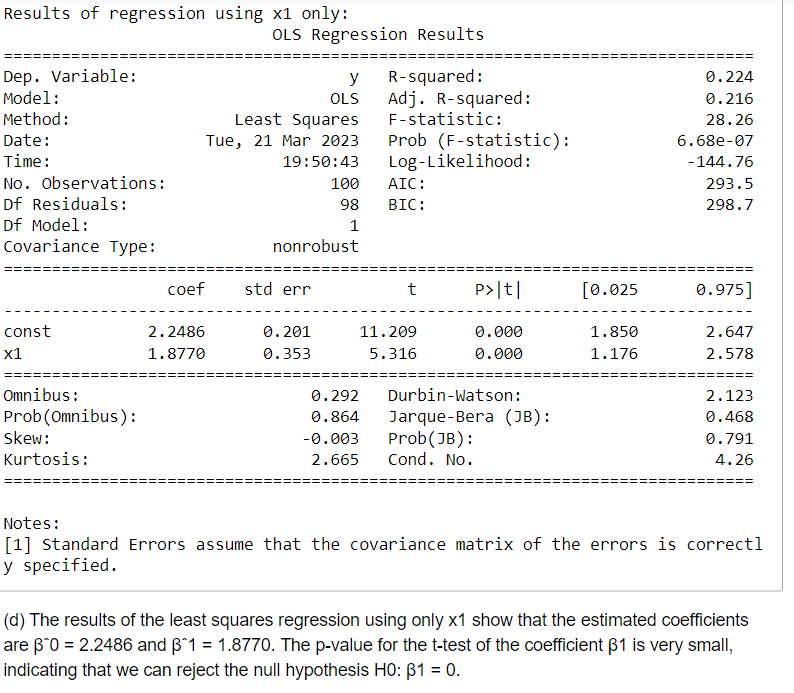 Results of regression using x1 only:
                            OLS Regression Results
==============================================================================
Dep. Variable:                      y   R-squared:                       0.224
Model:                            OLS   Adj. R-squared:                  0.216
Method:                 Least Squares   F-statistic:                     28.26
Date:                Tue, 21 Mar 2023   Prob (F-statistic):           6.68e-07
Time:                        19:50:43   Log-Likelihood:                -144.76
No. Observations:                 100   AIC:                             293.5
Df Residuals:                      98   BIC:                             298.7
Df Model:                           1
Covariance Type:            nonrobust
==============================================================================
                 coef    std err          t      P>|t|      [0.025      0.975]
------------------------------------------------------------------------------
const          2.2486      0.201     11.209      0.000       1.850       2.647
x1             1.8770      0.353      5.316      0.000       1.176       2.578
==============================================================================
Omnibus:                        0.292   Durbin-Watson:                   2.123
Prob(Omnibus):                  0.864   Jarque-Bera (JB):                0.468
Skew:                          -0.003   Prob(JB):                        0.791
Kurtosis:                       2.665   Cond. No.                         4.26
==============================================================================
Notes:
[1] Standard Errors assume that the covariance matrix of the errors is correctl
y specified.
(d) The results of the least squares regression using only x1 show that the estimated coefficients
are β^0 = 2.2486 and β^1 = 1.8770. The p-value for the t-test of the coefficient β1 is very small,
indicating that we can reject the null hypothesis H0: β1 = 0.